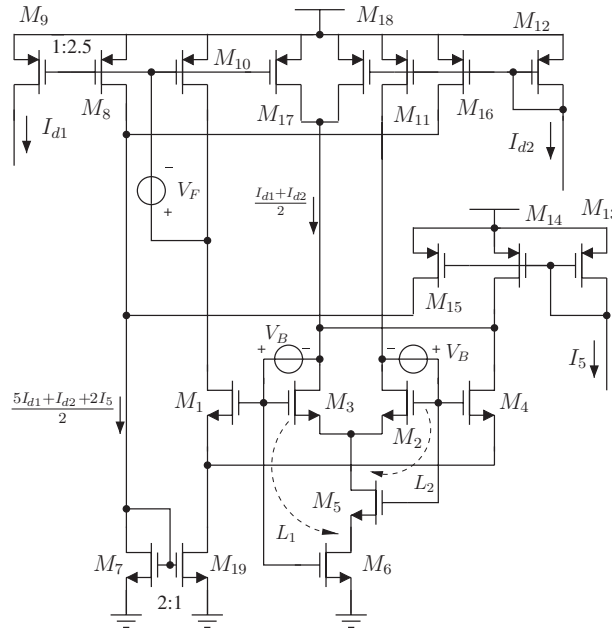 M9
M18
M12
1:2.5
M10
M8
M17
M11
M16
Id1
Id2
− VF +
Id1+Id2
2
M14
M13
M15
+ VB −
− VB +
I5
5Id1+Id2+2I5
2
M1
M3
M2
M4
M5
L2
L1
M7
M19
M6
2:1